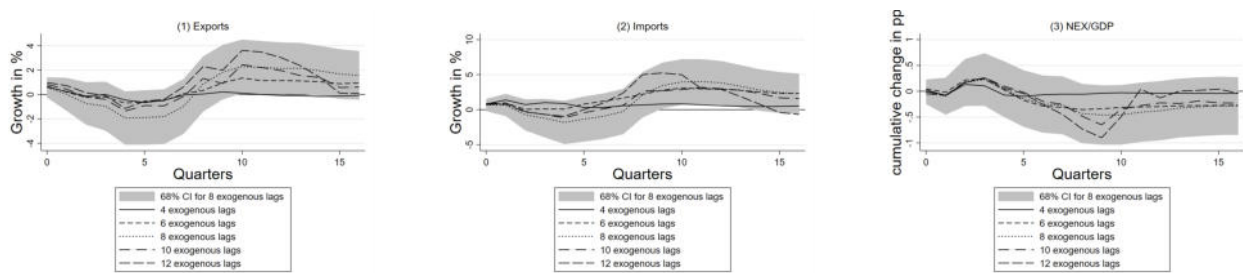 (1) Exports
Growth in %
4
2
0
-2
-4
0 5 10 15
Quarters
68% CI for 8 exogenous lags
4 exogenous lags
6 exogenous lags
8 exogenous lags
10 exogenous lags
12 exogenous lags
(2) Imports
Growth in %
10
5
0
-5
0 5 10 15
Quarters
68% CI for 8 exogenous lags
4 exogenous lags
6 exogenous lags
8 exogenous lags
10 exogenous lags
12 exogenous lags
(3) NEX/GDP
cumulative change in pp
1
.5
0
-.5
-1
0 5 10 15
Quarters
68% CI for 8 exogenous lags
4 exogenous lags
6 exogenous lags
8 exogenous lags
10 exogenous lags
12 exogenous lags